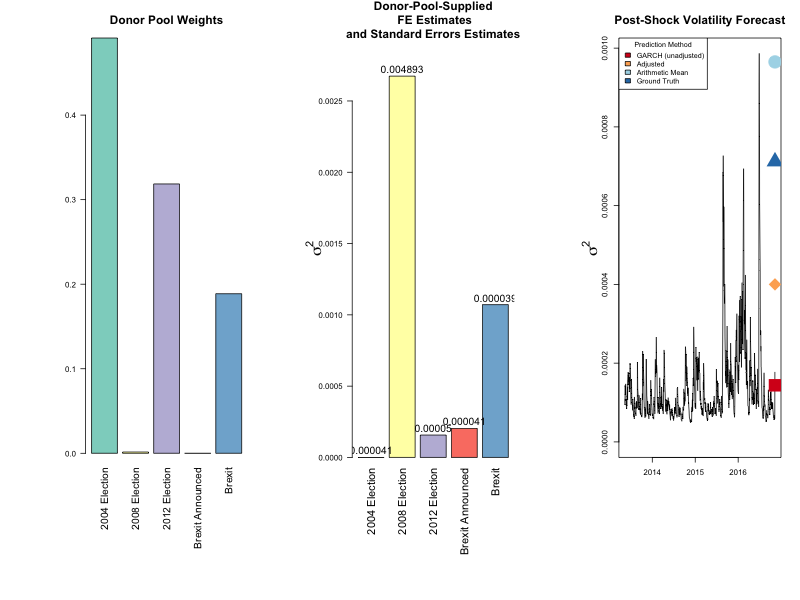 Donor Pool Weights
0.0
0.1
0.2
0.3
0.4
2004 Election
2008 Election
2012 Election
Brexit Announced
Brexit
Donor-Pool-Supplied
FE Estimates
and Standard Errors Estimates
σ2
0.0000
0.0005
0.0010
0.0015
0.0020
0.0025
0.000041
0.004893
0.00005
0.000041
0.000039
2004 Election
2008 Election
2012 Election
Brexit Announced
Brexit
Post-Shock Volatility Forecast
σ2
0.0000
0.0002
0.0004
0.0006
0.0008
0.0010
Prediction Method
GARCH (unadjusted)
Adjusted
Arithmetic Mean
Ground Truth
2014
2015
2016